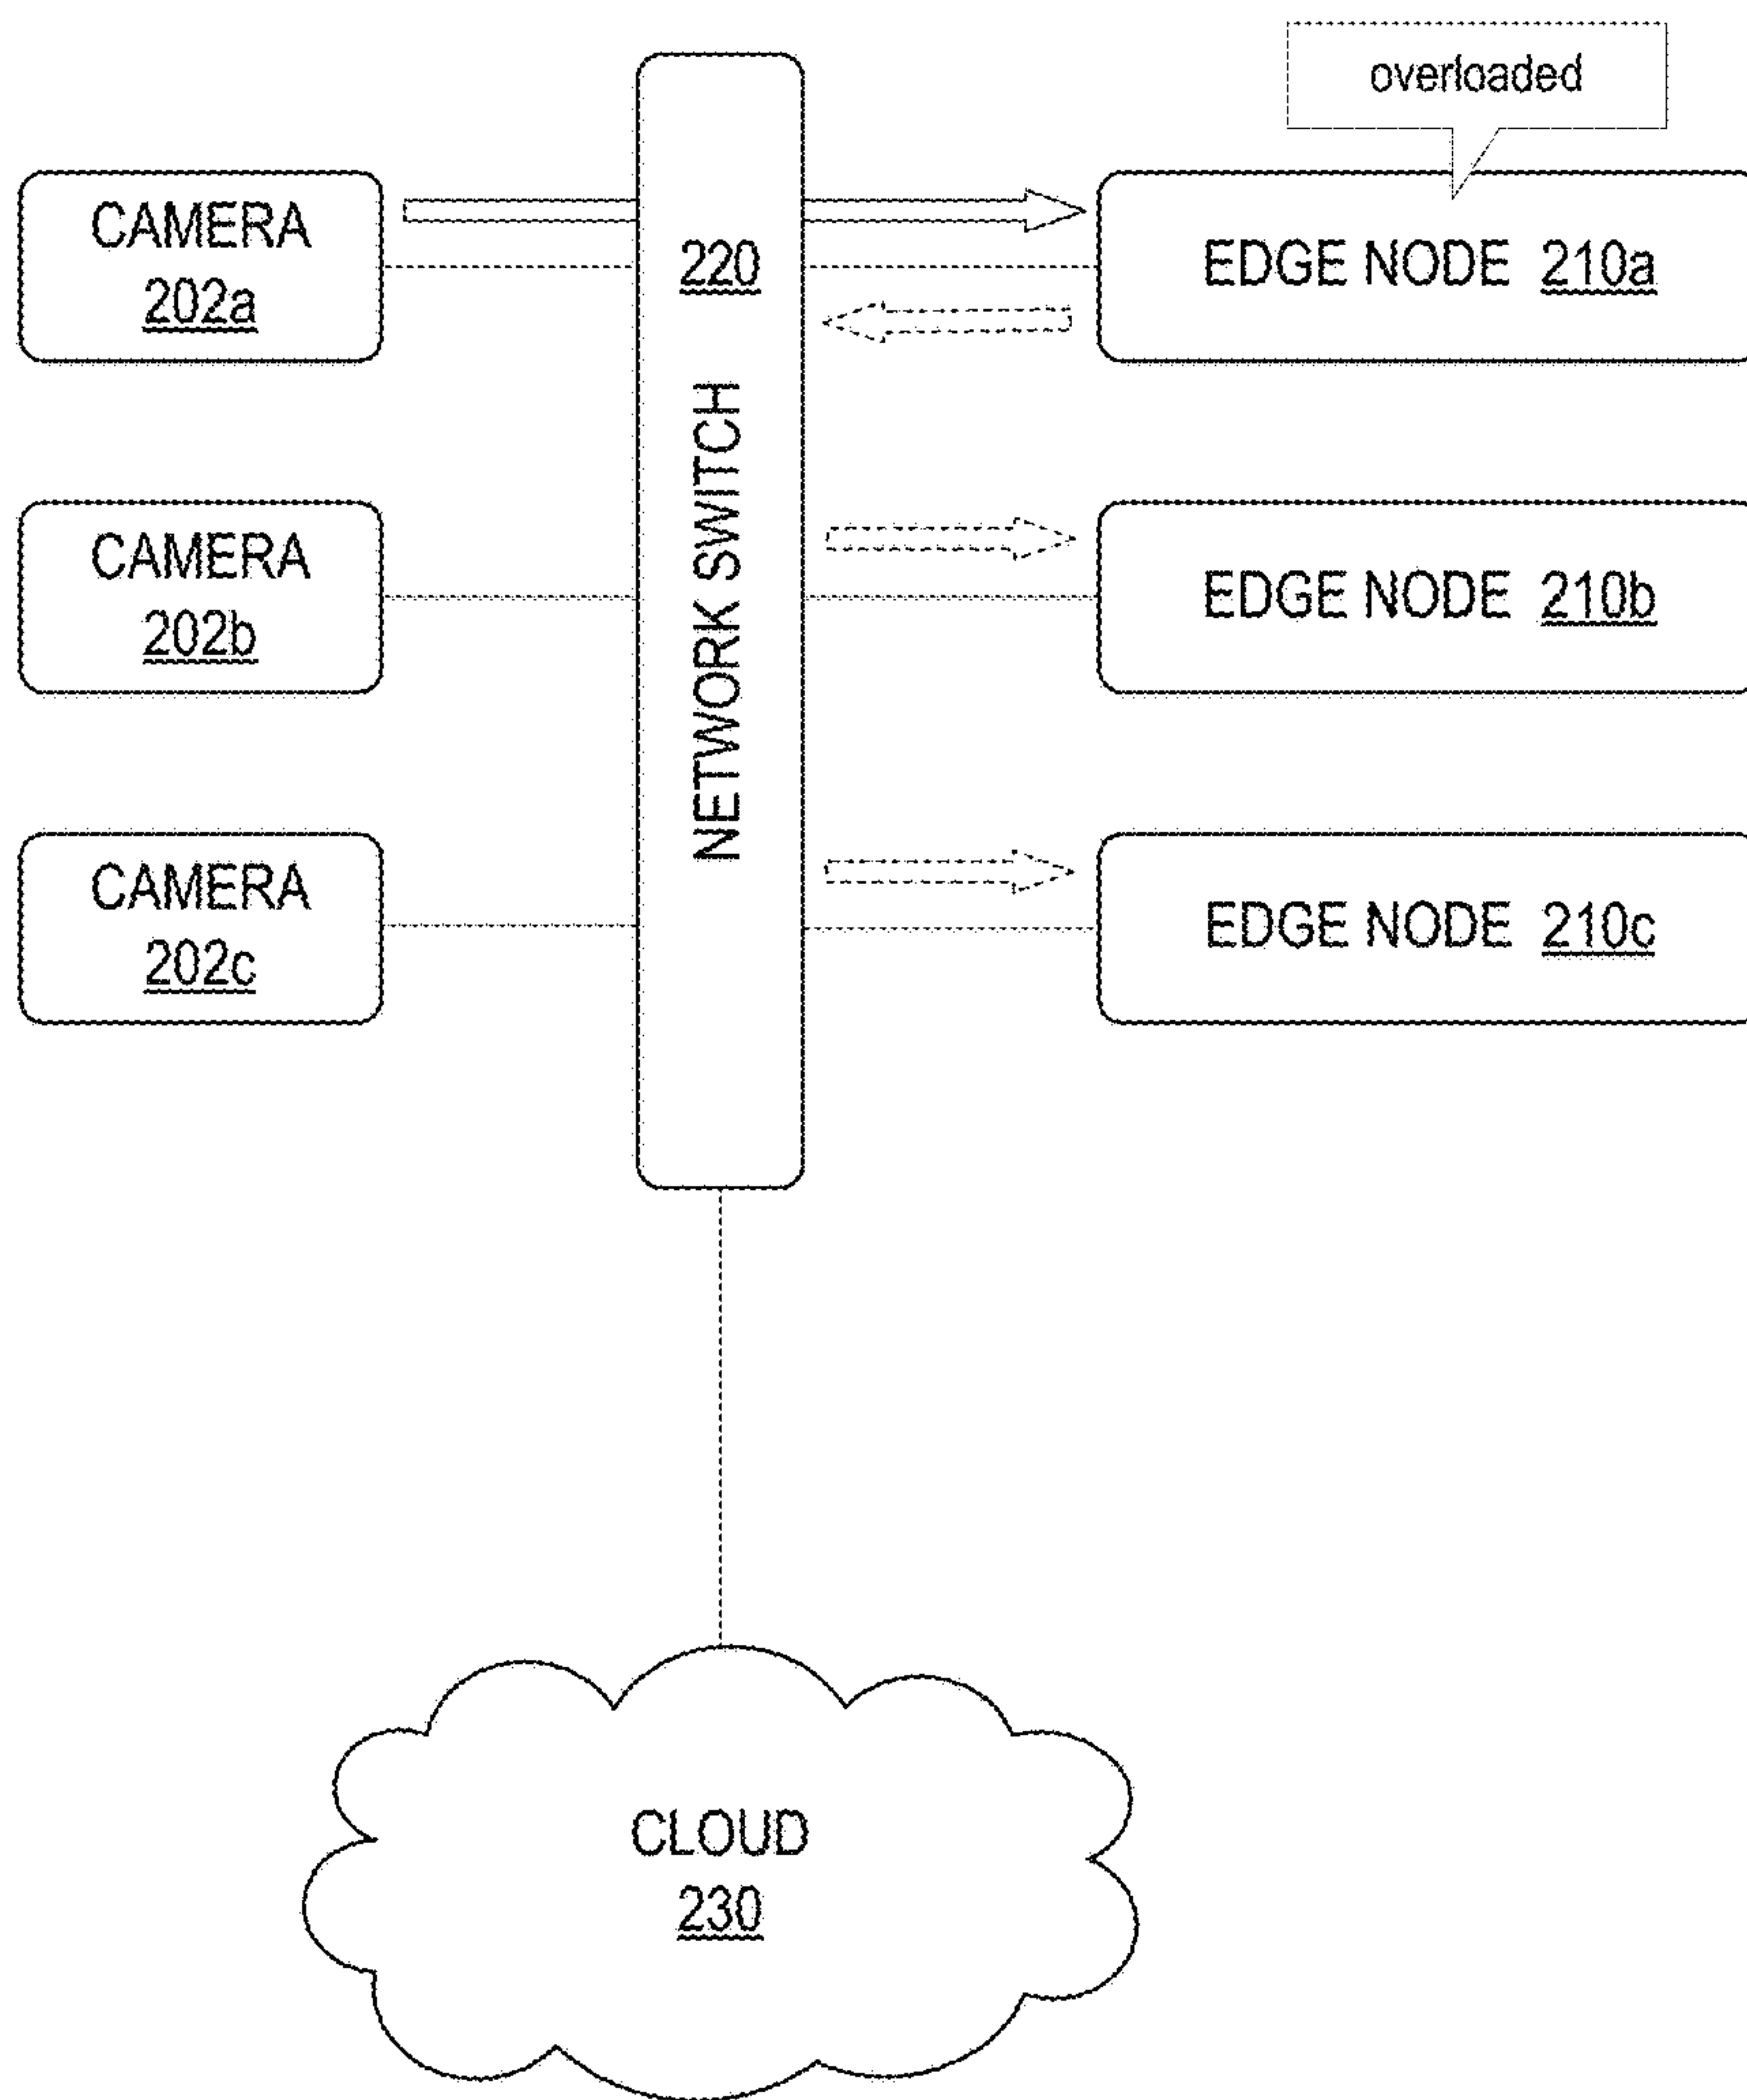 overloaded
CAMERA
202a
220
EDGE NODE 210a
NETWORK SWITCH
CAMERA
202b
EDGE NODE 210b
CAMERA
202c
EDGE NODE 210c
CLOUD
230